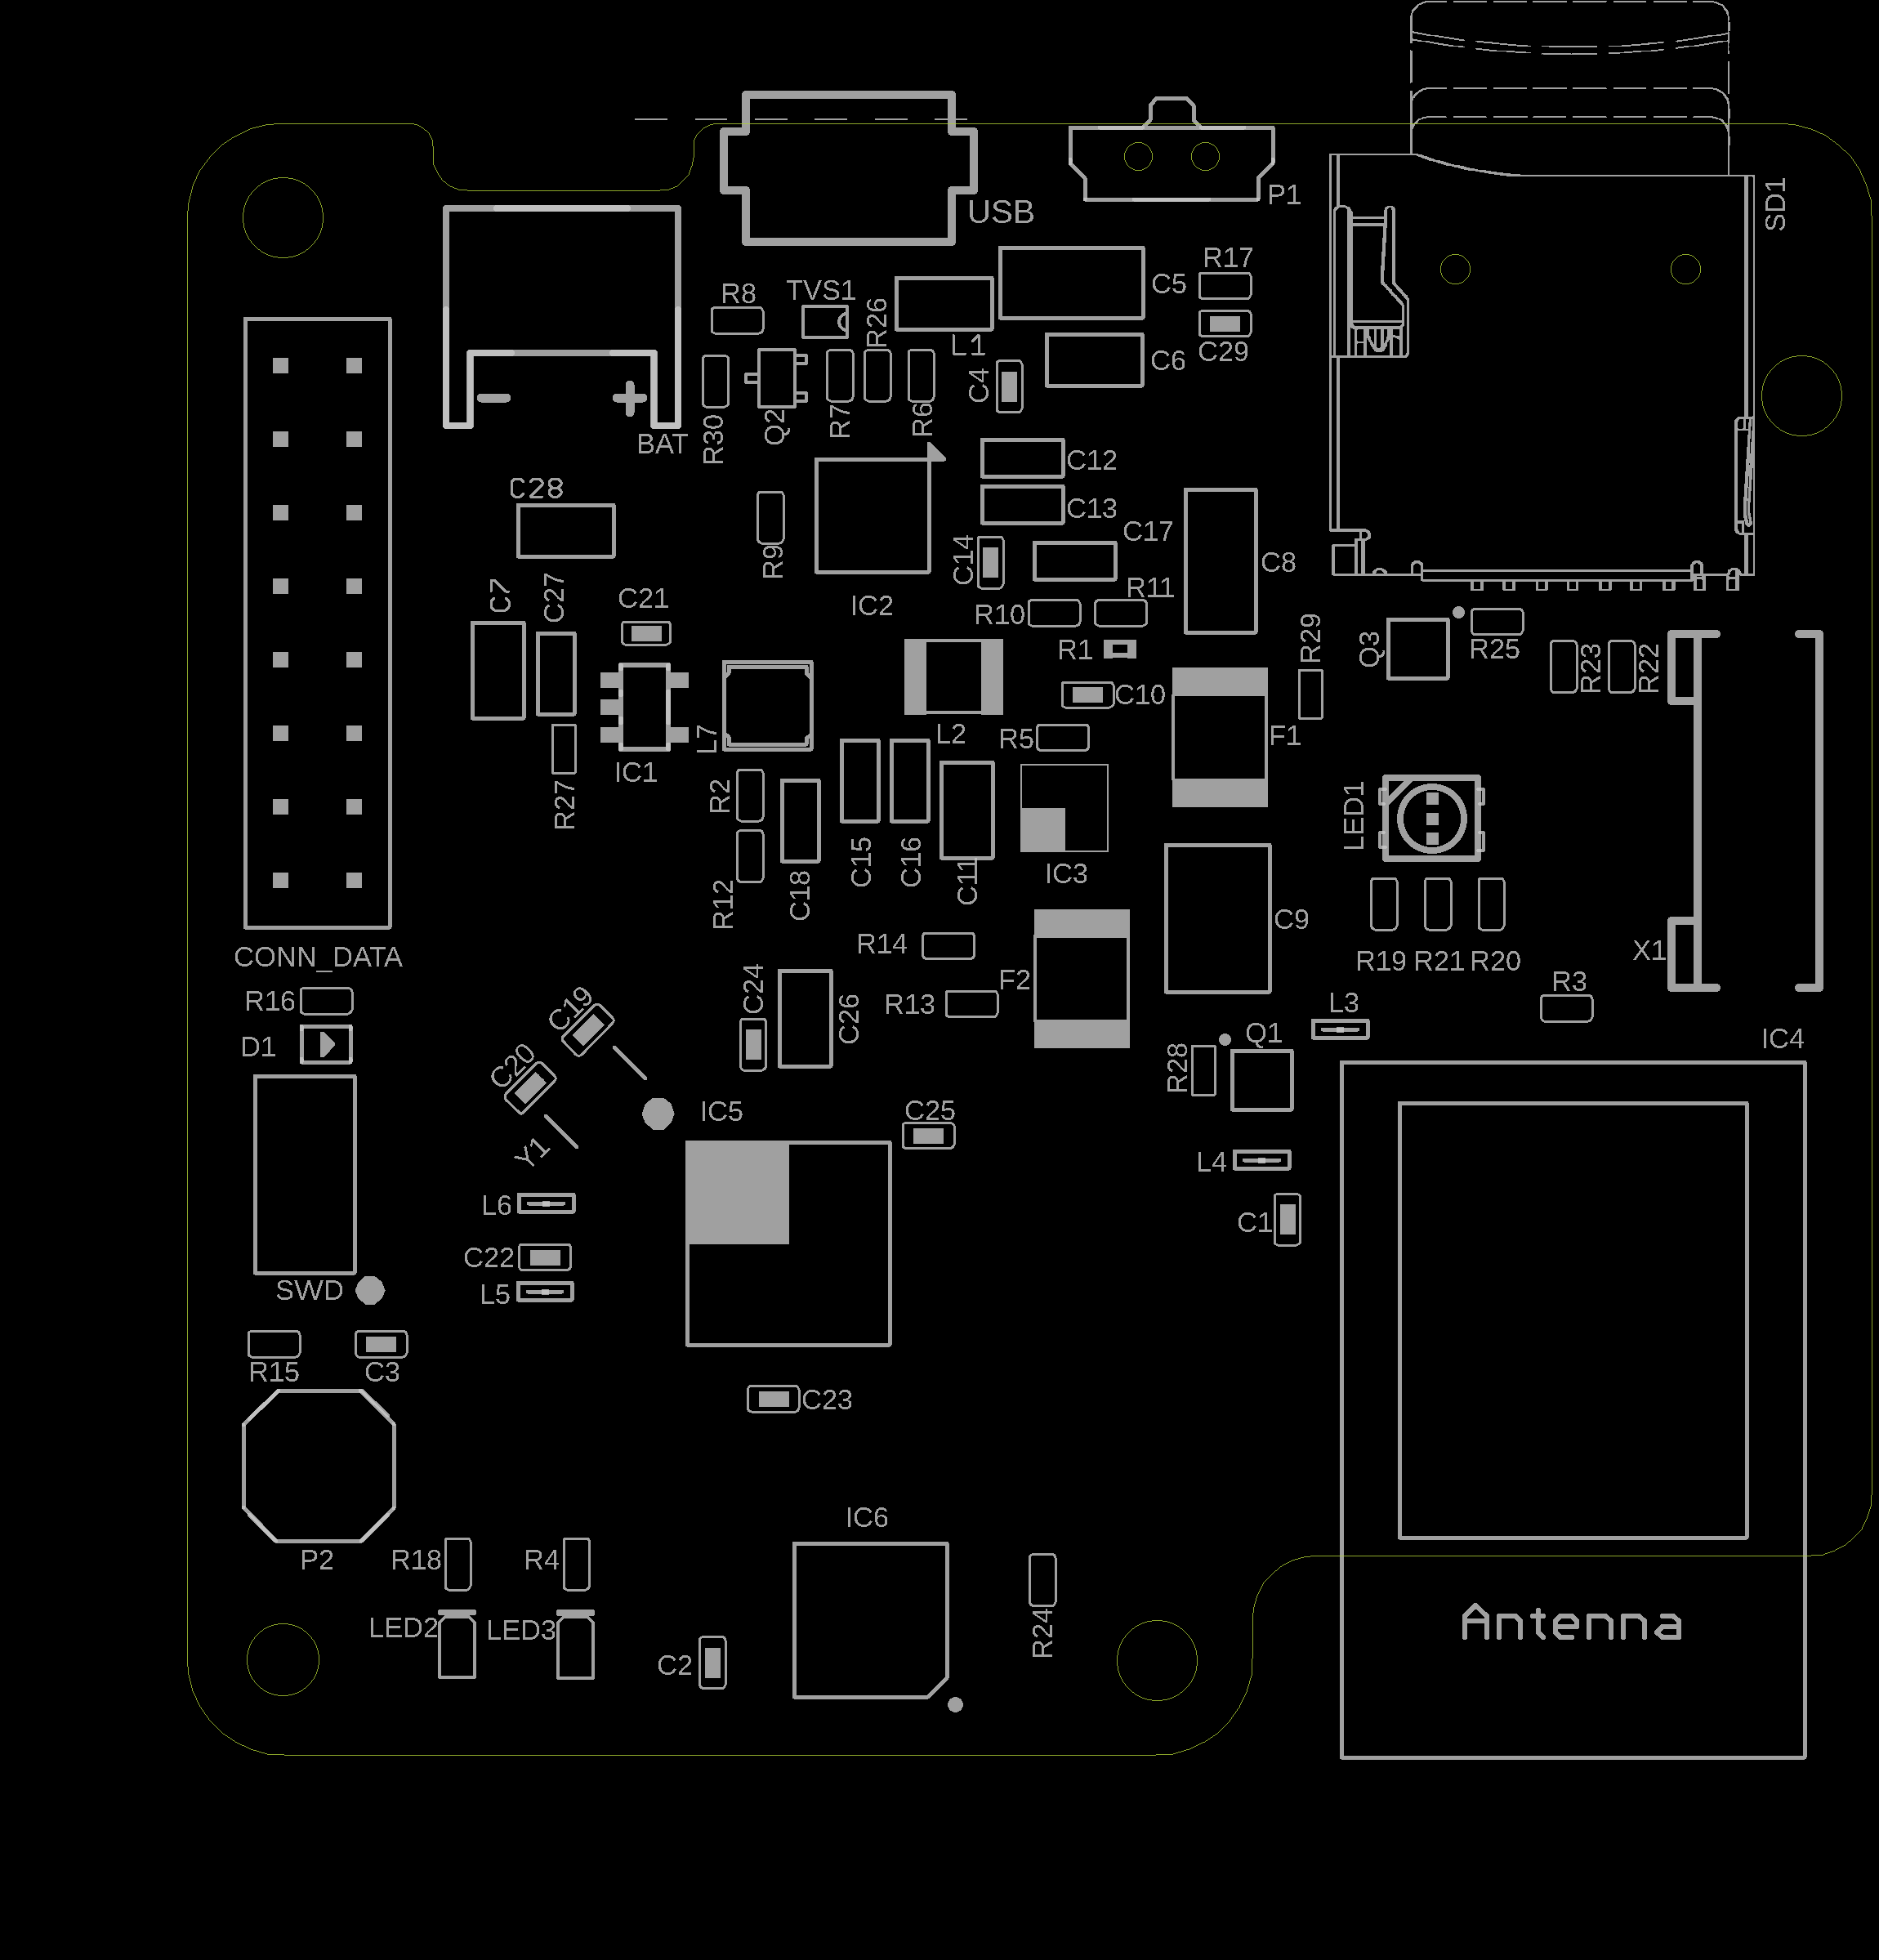 USB
P1
SD1
R8
TVS1
R26
L1
C5
R17
C29
C6
C4
BAT
R30
Q2
R7
R6
C12
C13
C28
R9
IC2
C14
C17
R11
C8
C7
C27
C21
R10
R1
R29
Q3
R25
R23
R22
C10
IC1
L7
L2
R5
F1
R27
R2
LED1
R12
C18
C15
C16
C11
IC3
CONN_DATA
R14
C9
R19
R21
R20
X1
R16
C24
C26
R13
F2
R3
L3
D1
C19
C20
Q1
IC4
R28
Y1
IC5
C25
L4
L6
C22
C1
L5
SWD
R15
C3
C23
P2
R18
R4
IC6
LED2
LED3
C2
R24
Antenna